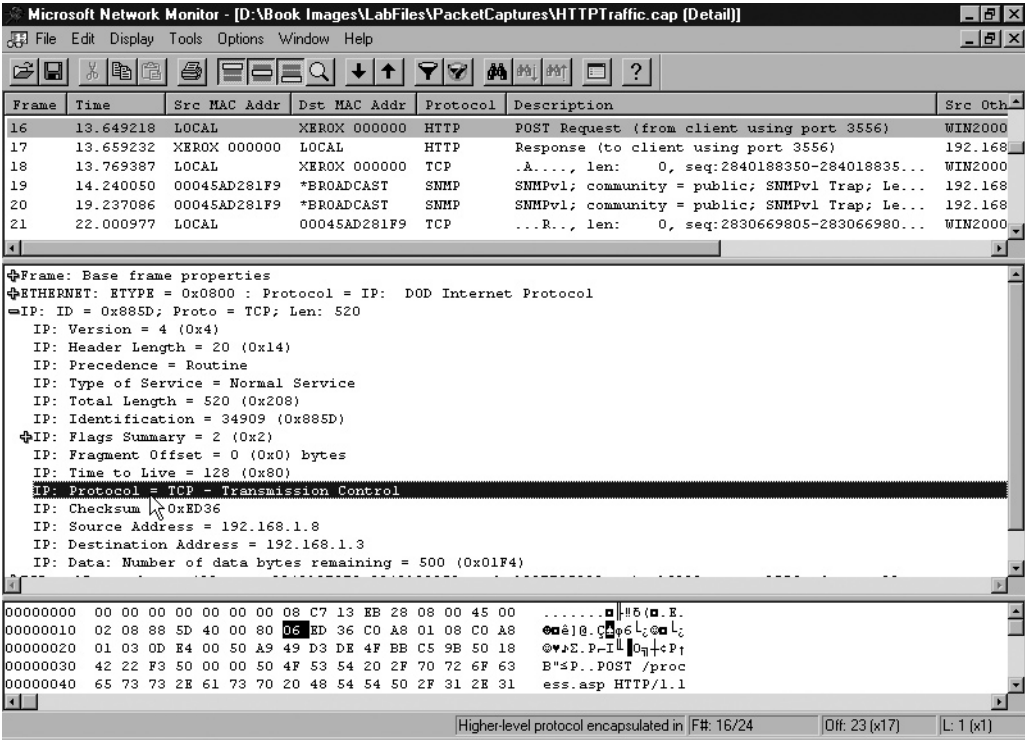 Microsoft Network Monitor - [D:\Book Images\LabFiles\PacketCaptures\HTTPTraffic.cap (Detail)]
File Edit Display Tools Options Window Help
Frame Time Src MAC Addr Dst MAC Addr Protocol Description Src Oth
16 13.649218 LOCAL XEROX 000000 HTTP POST Request (from client using port 3556) WIN2000
17 13.659232 XEROX 000000 LOCAL HTTP Response (to client using port 3556) 192.168
18 13.769387 LOCAL XEROX 000000 TCP .A...., len: 0, seq:2840188350-284018835... WIN2000
19 14.240050 00045AD281F9 *BROADCAST SNMP SNMPv1; community = public; SNMPv1 Trap; Le... 192.168
20 19.237086 00045AD281F9 *BROADCAST SNMP SNMPv1; community = public; SNMPv1 Trap; Le... 192.168
21 22.000977 LOCAL 00045AD281F9 TCP ...R.., len: 0, seq:2830669805-283066980... WIN2000
Frame: Base frame properties
ETHERNET: ETYPE = 0x0800 : Protocol = IP: DOD Internet Protocol
IP: ID = 0x885D; Proto = TCP; Len: 520
IP: Version = 4 (0x4)
IP: Header Length = 20 (0x14)
IP: Precedence = Routine
IP: Type of Service = Normal Service
IP: Total Length = 520 (0x208)
IP: Identification = 34909 (0x885D)
IP: Flags Summary = 2 (0x2)
IP: Fragment Offset = 0 (0x0) bytes
IP: Time to Live = 128 (0x80)
IP: Protocol = TCP - Transmission Control
IP: Checksum 0xED36
IP: Source Address = 192.168.1.8
IP: Destination Address = 192.168.1.3
IP: Data: Number of data bytes remaining = 500 (0x01F4)
00000000 00 00 00 00 00 00 00 08 C7 13 EB 28 08 00 45 00
00000010 02 08 88 5D 40 00 80 06 ED 36 C0 A8 01 08 C0 A8
00000020 01 03 0D E4 00 50 A9 49 D3 DE 4F BB C5 9B 50 18
00000030 42 22 F3 50 00 00 50 4F 53 54 20 2F 70 72 6F 63 B"≤P..POST /proc
00000040 65 73 73 2E 61 73 70 20 48 54 54 50 2F 31 2E 31 ess.asp HTTP/1.1
Higher-level protocol encapsulated in F#: 16/24 Off: 23 (x17) L: 1 (x1)